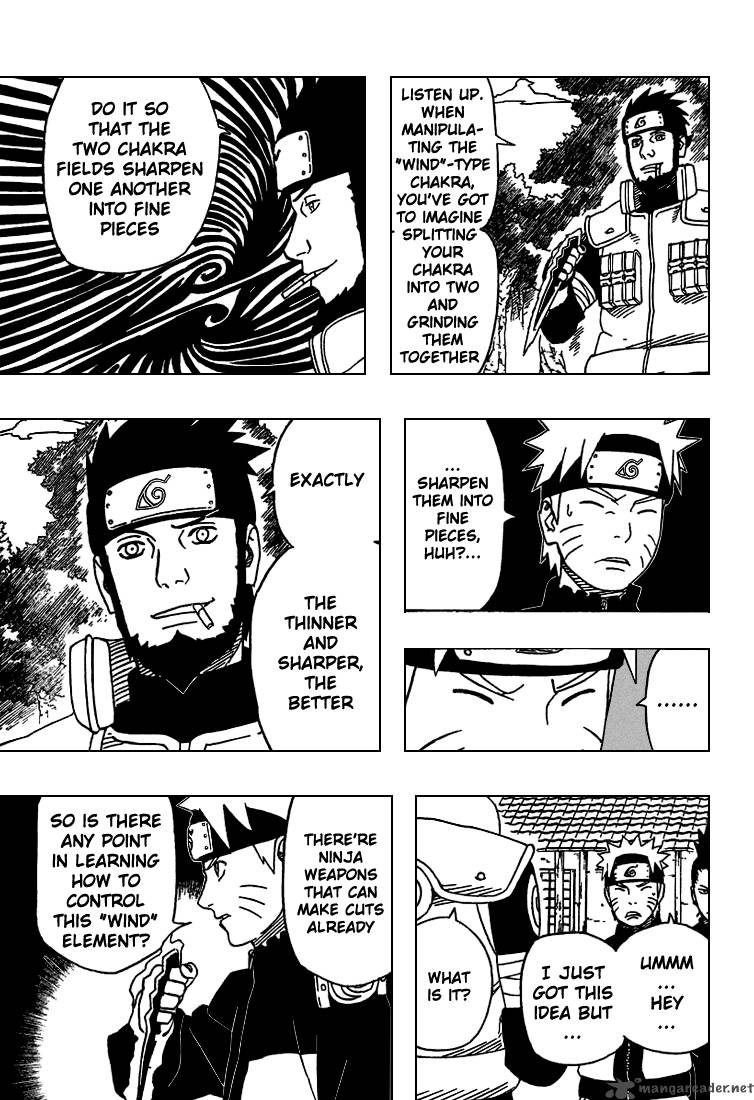 LISTEN UP.
WHEN
MANIPULA-
TING THE
"WIND"-TYPE
CHAKRA,
YOU'VE GOT
TO IMAGINE
SPLITTING
YOUR
CHAKRA
INTO TWO
AND
GRINDING
THEM
TOGETHER
DO IT SO
THAT THE
TWO CHAKRA
FIELDS SHARPEN
ONE ANOTHER
INTO FINE
PIECES
...
SHARPEN
THEM INTO
FINE
PIECES,
HUH?...
......
EXACTLY
THE
THINNER
AND
SHARPER,
THE
BETTER
UMMM
...
HEY
...
I JUST
GOT THIS
IDEA BUT
...
WHAT
IS IT?
THERE'RE
NINJA
WEAPONS
THAT CAN
MAKE CUTS
ALREADY
SO IS THERE
ANY POINT
IN LEARNING
HOW TO
CONTROL
THIS "WIND"
ELEMENT?
mangareader.net